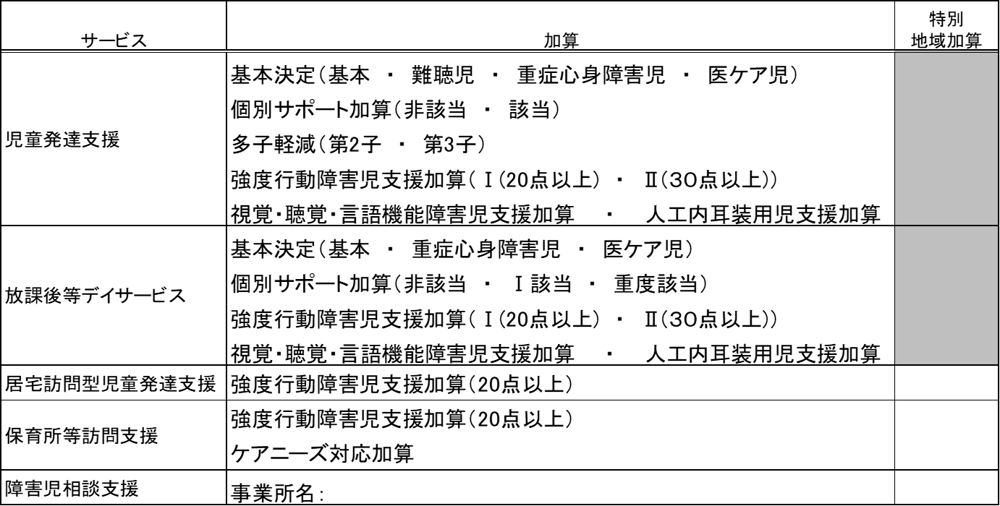 サービス
加算
特別
地域加算
児童発達支援
基本決定（基本　・　難聴児　・　重症心身障害児　・　医ケア児）
個別サポート加算（非該当　・　該当）
多子軽減（第2子　・　第3子）
強度行動障害児支援加算（Ⅰ(20点以上)　・　Ⅱ(３０点以上)）
視覚・聴覚・言語機能障害児支援加算　・　人工内耳装用児支援加算
放課後等デイサービス
基本決定（基本　・　重症心身障害児　・　医ケア児）
個別サポート加算（非該当　・　Ⅰ該当　・　重度該当）
強度行動障害児支援加算（Ⅰ(20点以上)　・　Ⅱ(３０点以上)）
視覚・聴覚・言語機能障害児支援加算　・　人工内耳装用児支援加算
居宅訪問型児童発達支援
強度行動障害児支援加算（20点以上）
保育所等訪問支援
強度行動障害児支援加算（20点以上）
ケアニーズ対応加算
障害児相談支援
事業所名：